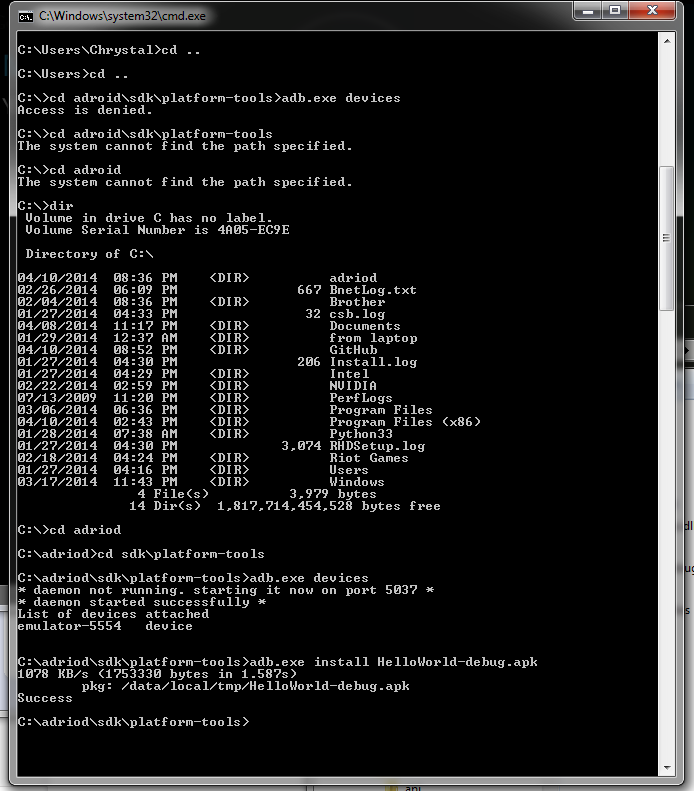 C:\Windows\system32\cmd.exe
C:\Users\Chrystal>cd ..
C:\Users>cd ..
C:\>cd adroid\sdk\platform-tools>adb.exe devices
Access is denied.
C:\>cd adroid\sdk\platform-tools
The system cannot find the path specified.
C:\>cd adroid
The system cannot find the path specified.
C:\>dir
Volume in drive C has no label.
Volume Serial Number is 4A05-EC9E
Directory of C:\
04/10/2014 08:36 PM <DIR> adriod
02/26/2014 06:09 PM 667 BnetLog.txt
02/04/2014 08:36 PM <DIR> Brother
01/27/2014 04:33 PM 32 csb.log
04/08/2014 11:17 PM <DIR> Documents
01/29/2014 12:37 AM <DIR> from laptop
04/10/2014 08:52 PM <DIR> GitHub
01/27/2014 04:30 PM 206 Install.log
01/27/2014 04:29 PM <DIR> Intel
02/22/2014 02:59 PM <DIR> NVIDIA
07/13/2009 11:20 PM <DIR> PerfLogs
03/06/2014 06:36 PM <DIR> Program Files
04/10/2014 02:43 PM <DIR> Program Files (x86)
01/28/2014 07:38 AM <DIR> Python33
01/27/2014 04:30 PM 3,074 RHDSetup.log
02/18/2014 04:24 PM <DIR> Riot Games
01/27/2014 04:16 PM <DIR> Users
03/17/2014 11:43 PM <DIR> Windows
4 File(s) 3,979 bytes
14 Dir(s) 1,817,714,454,528 bytes free
C:\>cd adriod
C:\adriod>cd sdk\platform-tools
C:\adriod\sdk\platform-tools>adb.exe devices
* daemon not running. starting it now on port 5037 *
* daemon started successfully *
List of devices attached
emulator-5554 device
C:\adriod\sdk\platform-tools>adb.exe install HelloWorld-debug.apk
1078 KB/s (1753330 bytes in 1.587s)
pkg: /data/local/tmp/HelloWorld-debug.apk
Success
C:\adriod\sdk\platform-tools>